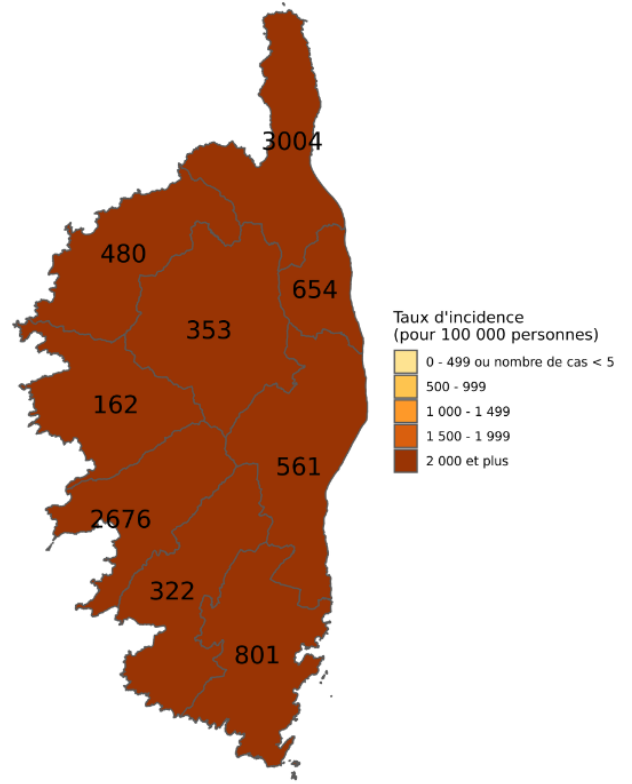 3004
480
654
353
162
561
2676
322
801
Taux d'incidence
(pour 100 000 personnes)
0 - 499 ou nombre de cas < 5
500 - 999
1 000 - 1 499
1 500 - 1 999
2 000 et plus